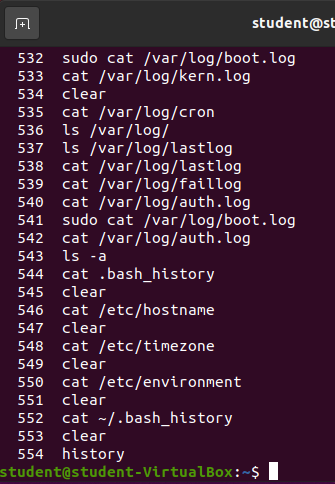 student@st
532 sudo cat /var/log/boot.log
533 cat /var/log/kern.log
534 clear
535 cat /var/log/cron
536 ls /var/log/
537 ls /var/log/lastlog
538 cat /var/log/lastlog
539 cat /var/log/faillog
540 cat /var/log/auth.log
541 sudo cat /var/log/boot.log
542 cat /var/log/auth.log
543 ls -a
544 cat .bash_history
545 clear
546 cat /etc/hostname
547 clear
548 cat /etc/timezone
549 clear
550 cat /etc/environment
551 clear
552 cat ~/.bash_history
553 clear
554 history
student@student-VirtualBox:~$